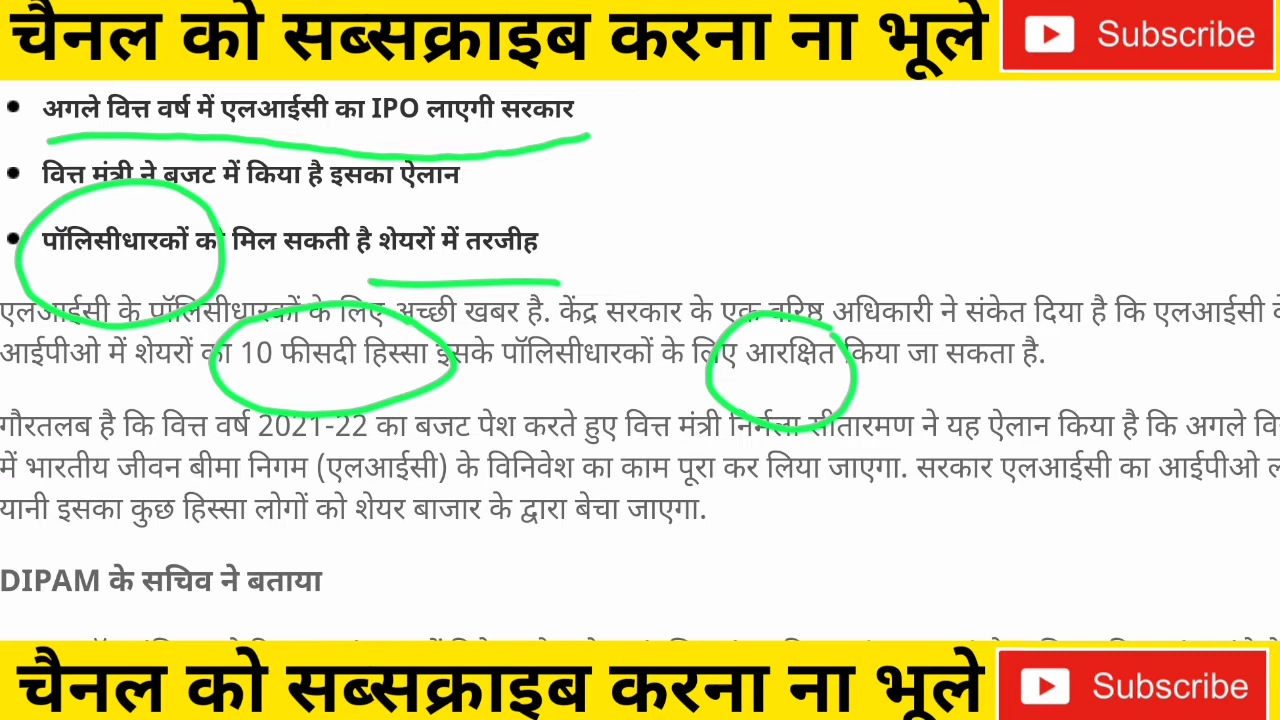 चैनल को सब्सक्राइब करना ना भूले Subscribe
अगले वित्त वर्ष में एलआईसी का IPO लाएगी सरकार
वित्त मंत्री ने बजट में किया है इसका ऐलान
पॉलिसीधारकों को मिल सकती है शेयरों में तरजीह
एलआईसी के पॉलिसीधारकों के लिए अच्छी खबर है. केंद्र सरकार के एक वरिष्ठ अधिकारी ने संकेत दिया है कि एलआईसी
आईपीओ में शेयरों का 10 फीसदी हिस्सा इसके पॉलिसीधारकों के लिए आरक्षित किया जा सकता है.
गौरतलब है कि वित्त वर्ष 2021-22 का बजट पेश करते हुए वित्त मंत्री निर्मला सीतारमण ने यह ऐलान किया है कि अगले
में भारतीय जीवन बीमा निगम (एलआईसी) के विनिवेश का काम पूरा कर लिया जाएगा. सरकार एलआईसी का आईपीओ
यानी इसका कुछ हिस्सा लोगों को शेयर बाजार के द्वारा बेचा जाएगा.
DIPAM के सचिव ने बताया
चैनल को सब्सक्राइब करना ना भूले Subscribe